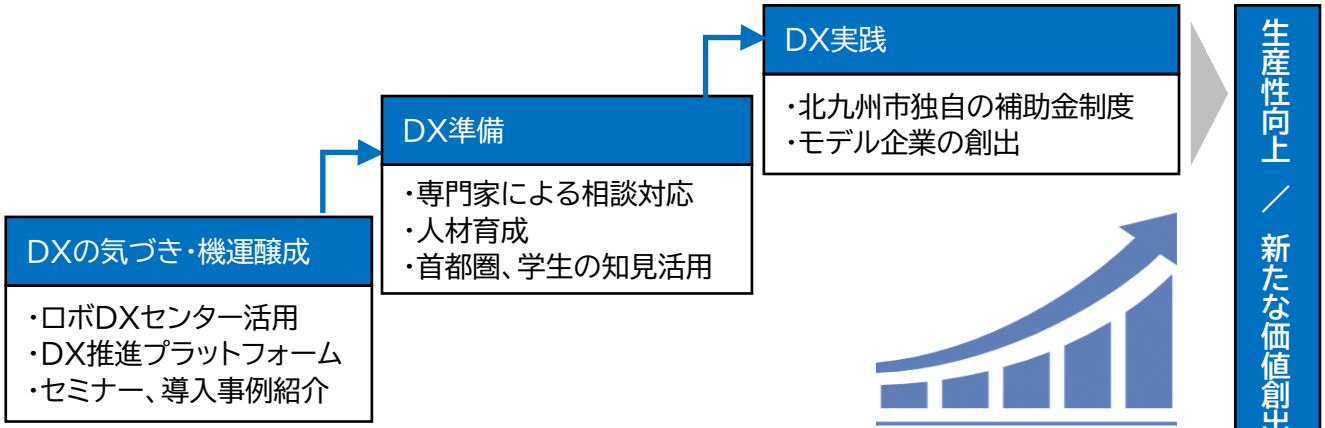 DXの気づき・機運醸成
・ロボDXセンター活用
・DX推進プラットフォーム
・セミナー、導入事例紹介
DX準備
・専門家による相談対応
・人材育成
・首都圏、学生の知見活用
DX実践
・北九州市独自の補助金制度
・モデル企業の創出
生産性向上 / 新たな価値創出